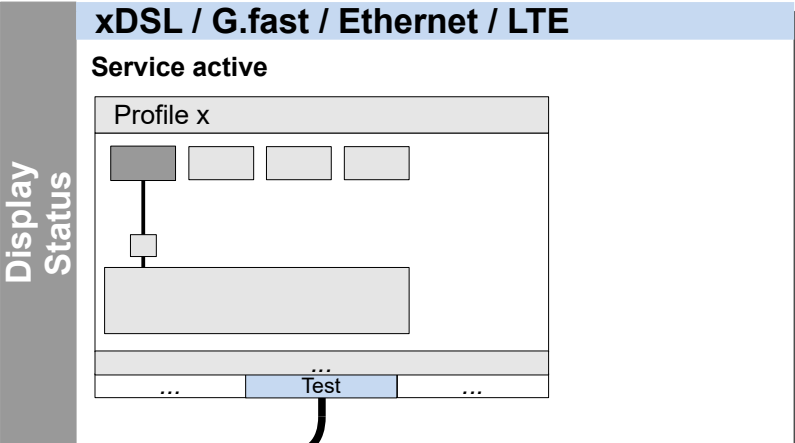 xDSL / G.fast / Ethernet / LTE
Service active
Profile x
Display
Status
...
... Test ...